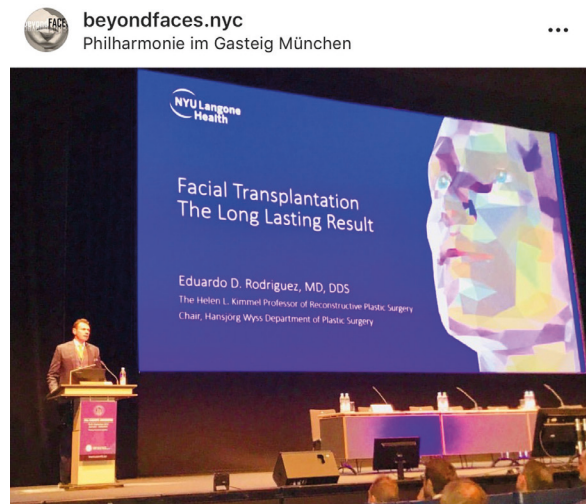 beyondfaces.nyc
Philharmonie im Gasteig München
FACE
NYU Langone
Health
Facial Transplantation
The Long Lasting Result
Eduardo D. Rodriguez, MD, DDS
The Helen L. Kimmel Professor of Reconstructive Plastic Surgery
Chair, Hansjörg Wyss Department of Plastic Surgery